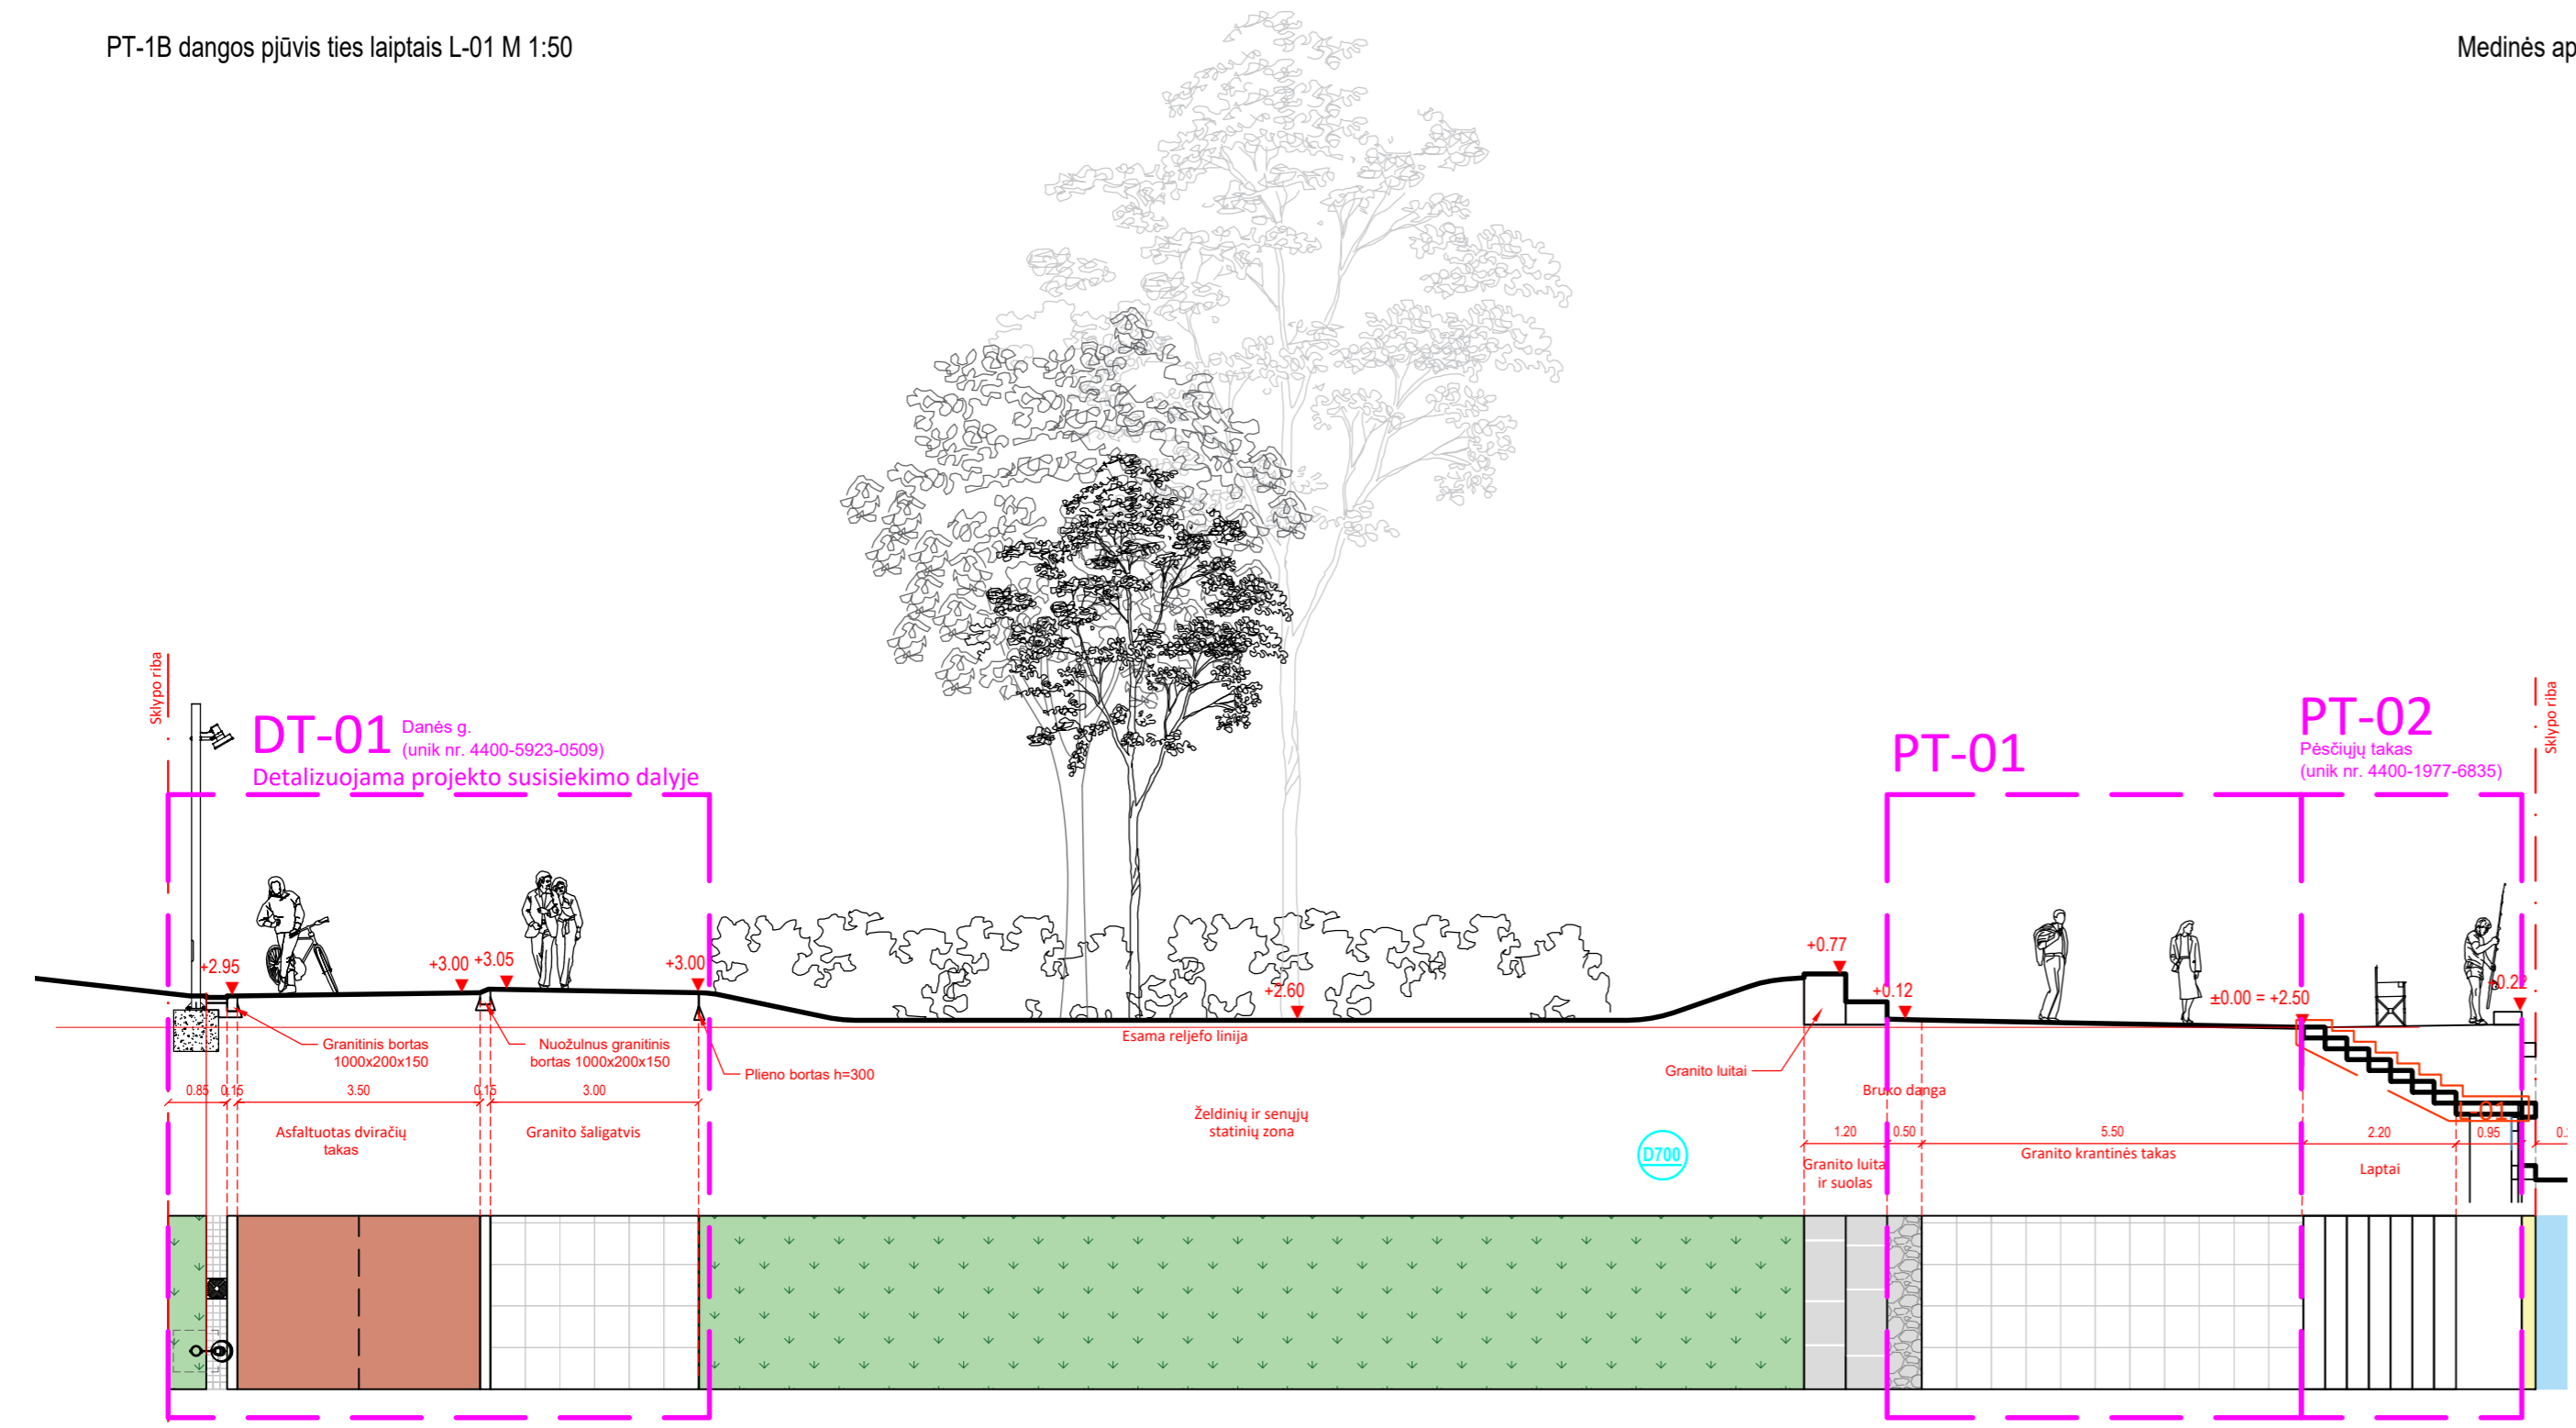 PT-1B dangos pjūvis ties laiptais L-01 M 1:50
Medinės ap
Sklypo riba
DT-01
Danės g.
(unik nr. 4400-5923-0509)
Detalizuojama projekto susisiekimo dalyje
PT-01
PT-02
Pėsčiųjų takas
(unik nr. 4400-1977-6835)
Sklypo riba
+2.95
+3.00
+3.05
+3.00
+2.60
+0.77
+0.12
±0.00 = +2.50
+0.22
Esama reljefo linija
Granitinis bortas
1000x200x150
Nuožulnus granitinis
bortas 1000x200x150
Plieno bortas h=300
Granito luitai
Bruko danga
L-01
0.85
0.15
3.50
0.15
3.00
1.20
0.50
5.50
2.20
0.95
Asfaltuotas dviračių
takas
Granito šaligatvis
Želdinių ir senųjų
statinių zona
D700
Granito luita
ir suolas
Granito krantinės takas
Laptai